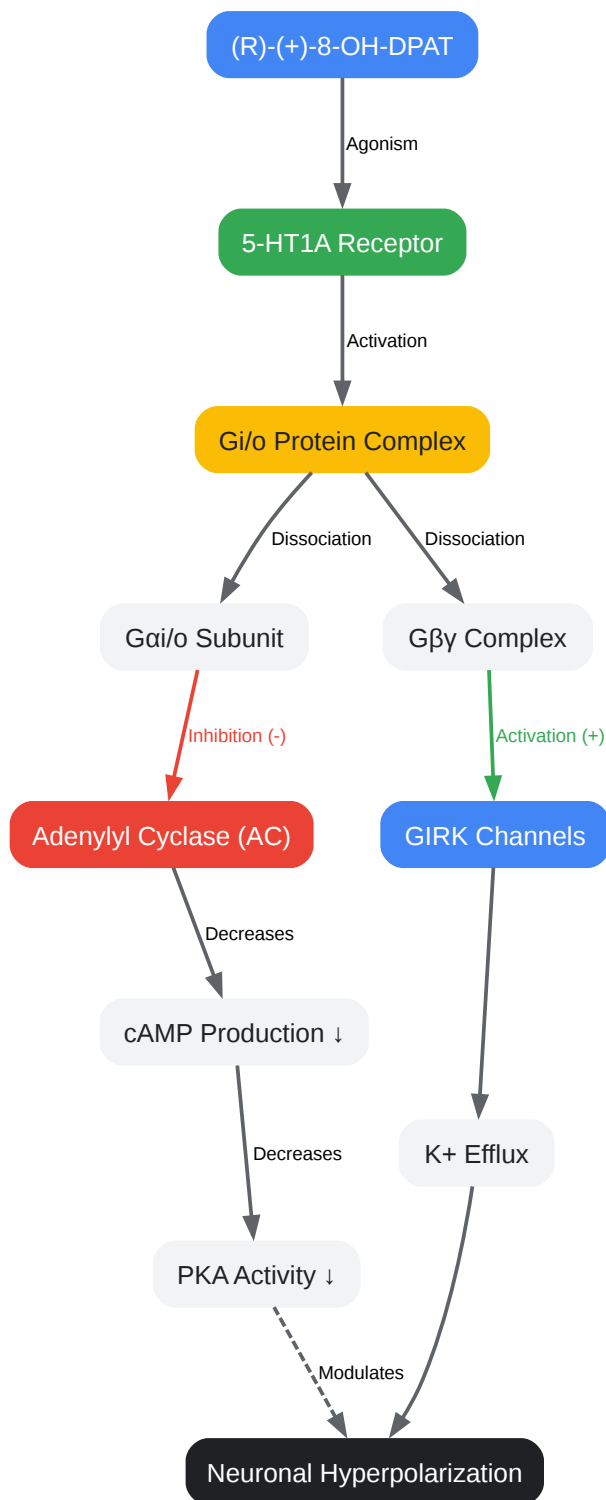 (R)-(+)-8-OH-DPAT
Agonism
5-HT1A Receptor
Activation
Gi/o Protein Complex
Dissociation
Dissociation
Gαi/o Subunit
Gβγ Complex
Inhibition (-)
Activation (+)
Adenylyl Cyclase (AC)
GIRK Channels
Decreases
cAMP Production ↓
Decreases
K+ Efflux
PKA Activity ↓
Modulates
Neuronal Hyperpolarization